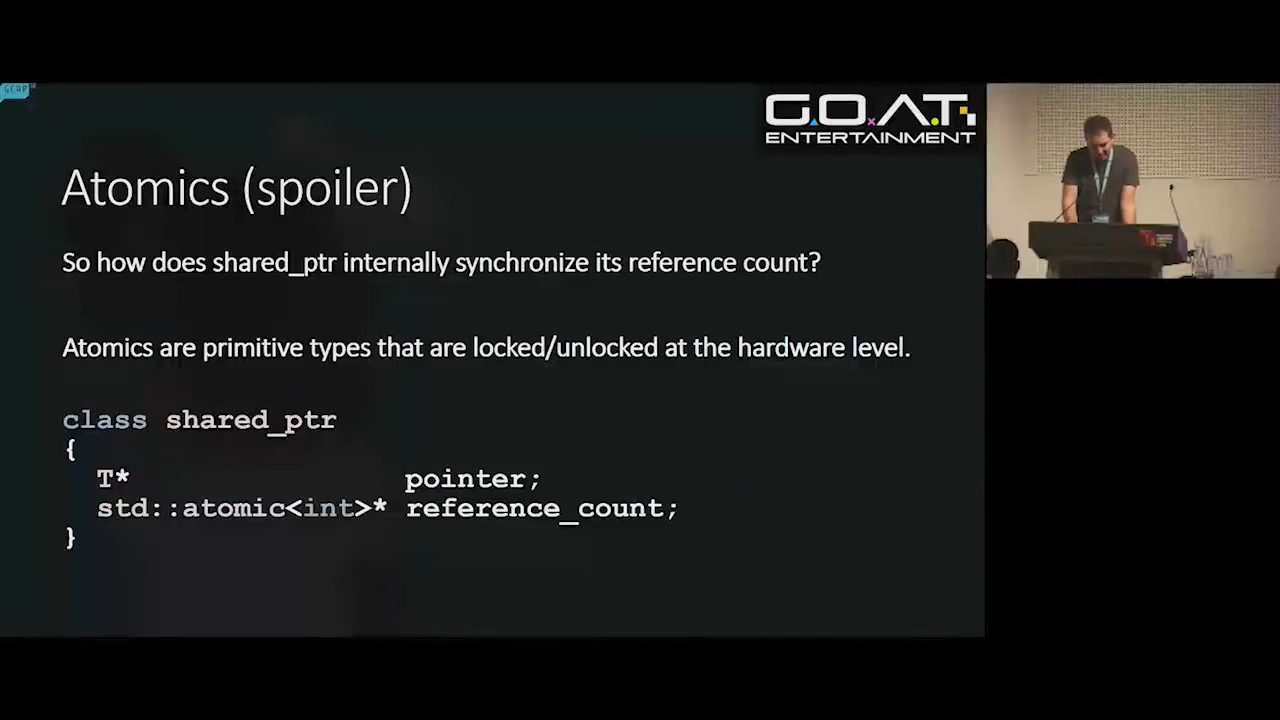 GCAP
G.O.A.T.
ENTERTAINMENT
Atomics (spoiler)
So how does shared_ptr internally synchronize its reference count?
Atomics are primitive types that are locked/unlocked at the hardware level.
class shared_ptr
{
T* pointer;
std::atomic<int>* reference_count;
}